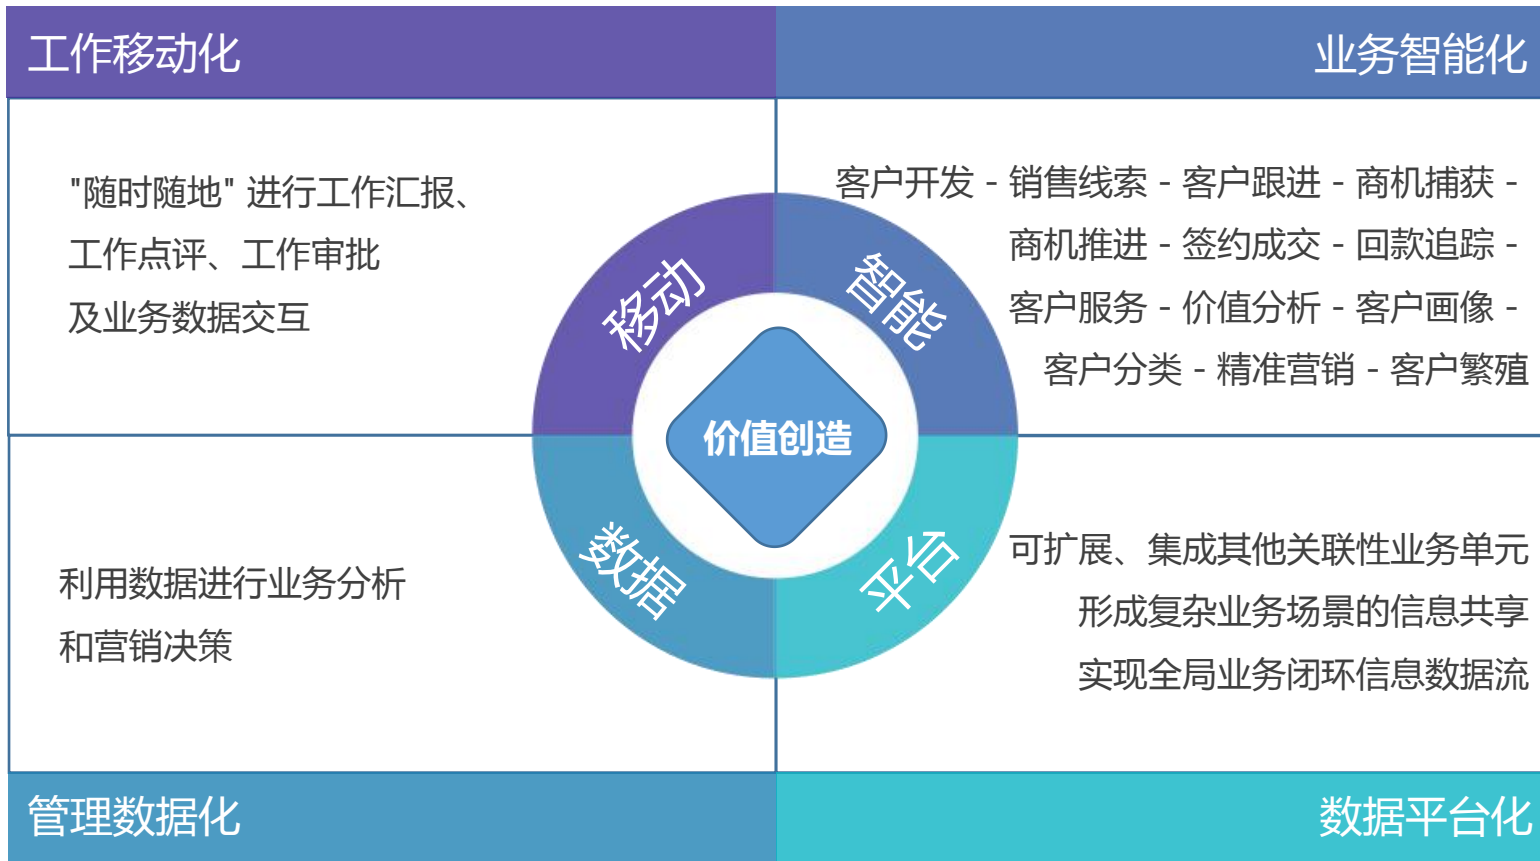 工作移动化
业务智能化
"随时随地" 进行工作汇报、
工作点评、工作审批
及业务数据交互
客户开发 - 销售线索 - 客户跟进 - 商机捕获 -
商机推进 - 签约成交 - 回款追踪 -
客户服务 - 价值分析 - 客户画像 -
客户分类 - 精准营销 - 客户繁殖
移动
智能
价值创造
数据
平台
利用数据进行业务分析
和营销决策
可扩展、集成其他关联性业务单元
形成复杂业务场景的信息共享
实现全局业务闭环信息数据流
管理数据化
数据平台化